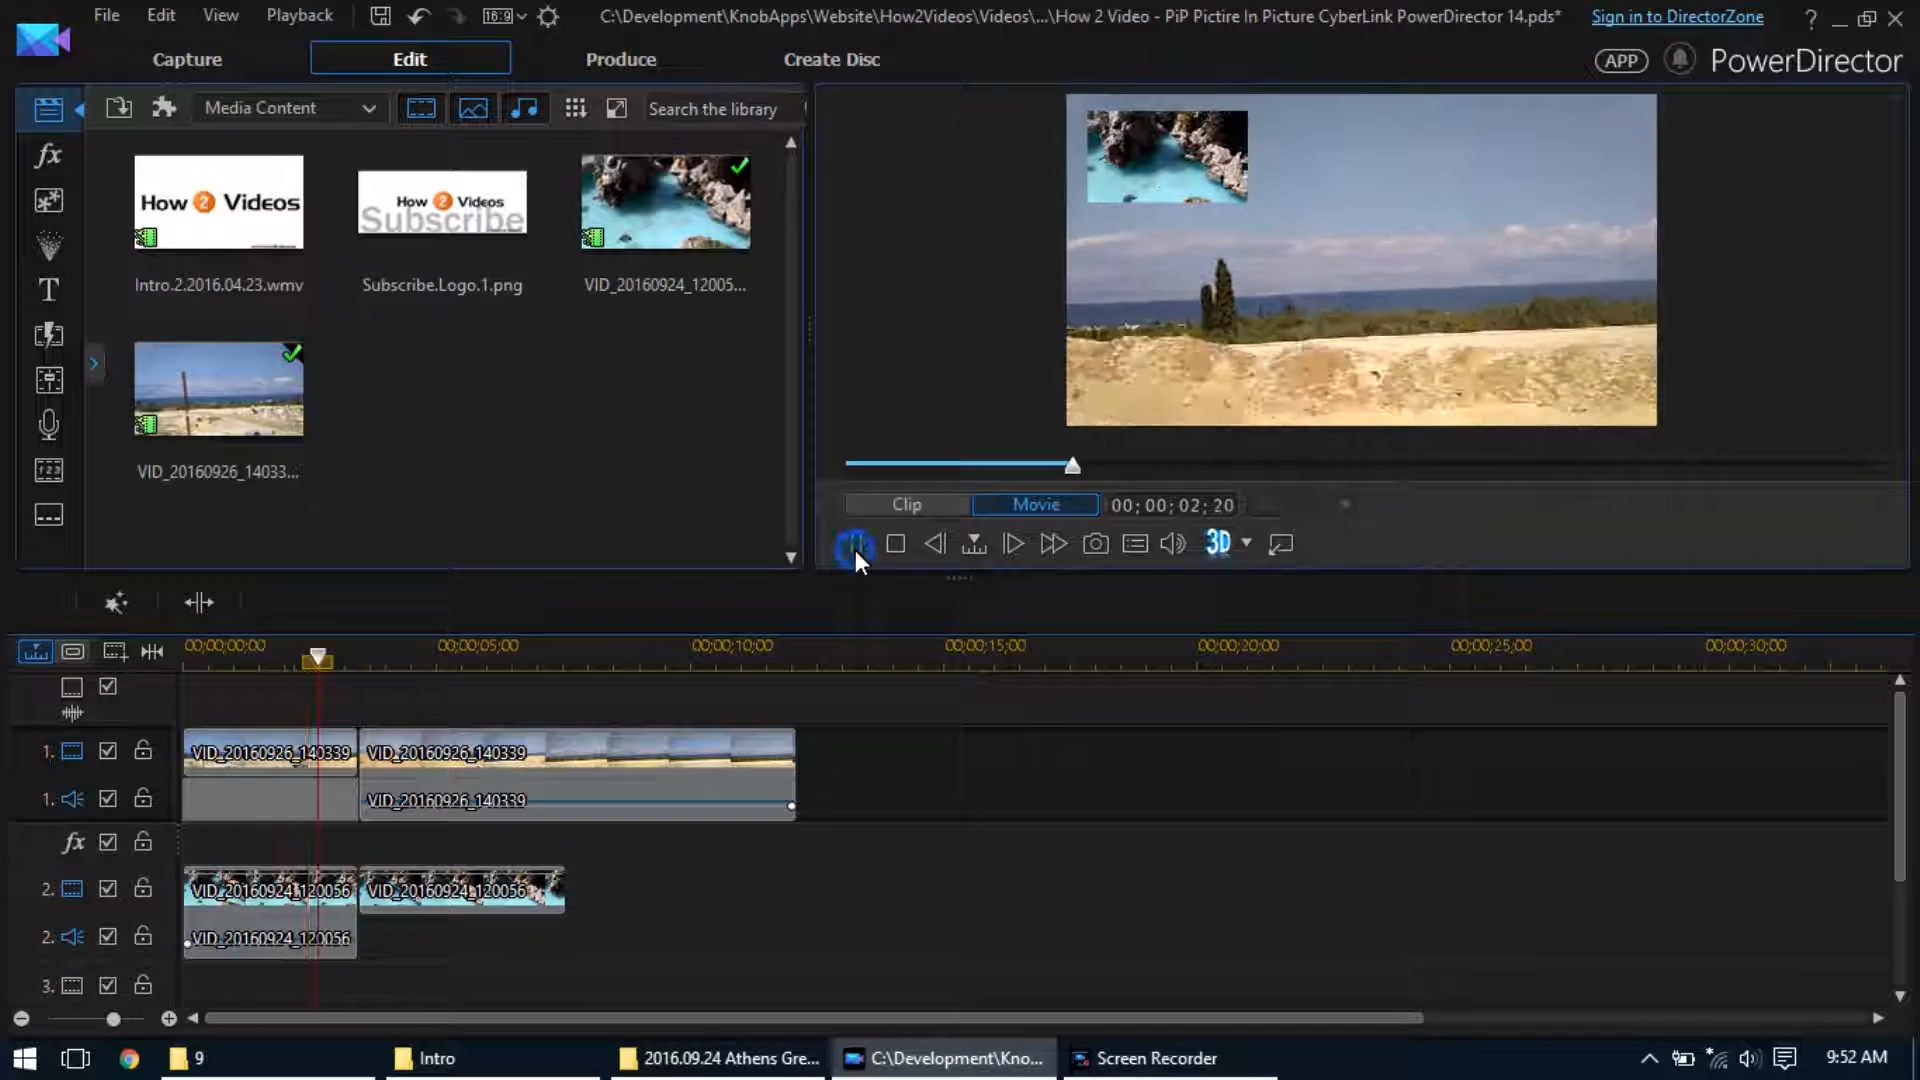 File Edit View Playback 16:9 C:\Development\KnobApps\Website\How2Videos\Videos\...\How 2 Video - PiP Pictire In Picture CyberLink PowerDirector 14.pds* Sign in to DirectorZone ?
Capture Edit Produce Create Disc APP PowerDirector
Media Content Search the library
fx
How 2 Videos
How 2 Videos
Subscribe
Intro.2.2016.04.23.wmv Subscribe.Logo.1.png VID_20160924_12005...
T
VID_20160926_14033...
123
Clip Movie 00;00;02;20
3D
00;00;00;00 00;00;05;00 00;00;10;00 00;00;15;00 00;00;20;00 00;00;25;00 00;00;30;00
1. VID_20160926_140339 VID_20160926_140339
1. VID_20160926_140339
fx
2. VID_20160924_120056 VID_20160924_120056
2. VID_20160924_120056
3.
9 Intro 2016.09.24 Athens Gre... C:\Development\Kno... Screen Recorder 9:52 AM